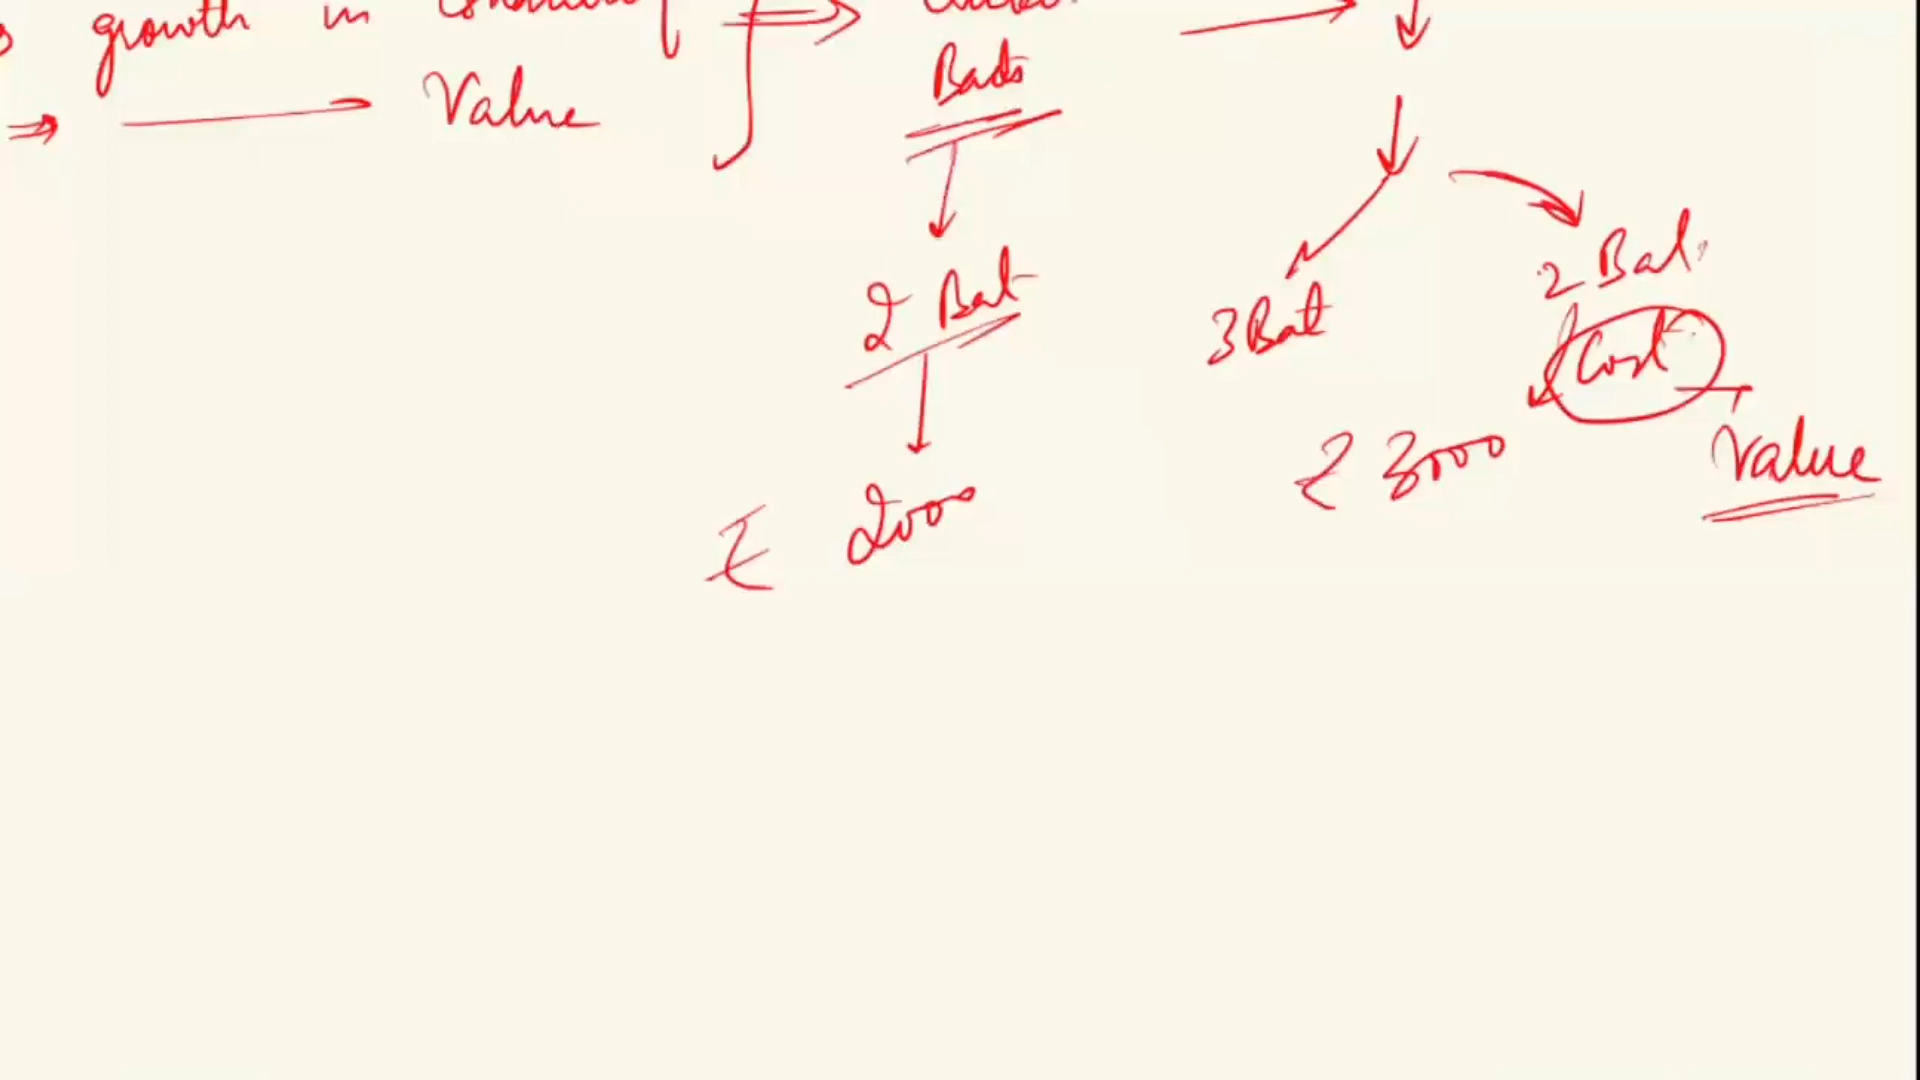 growth in
Value
Bats
2 Bat
₹ 2000
3 Bat
2 Bat
Cost
₹ 3000
Value